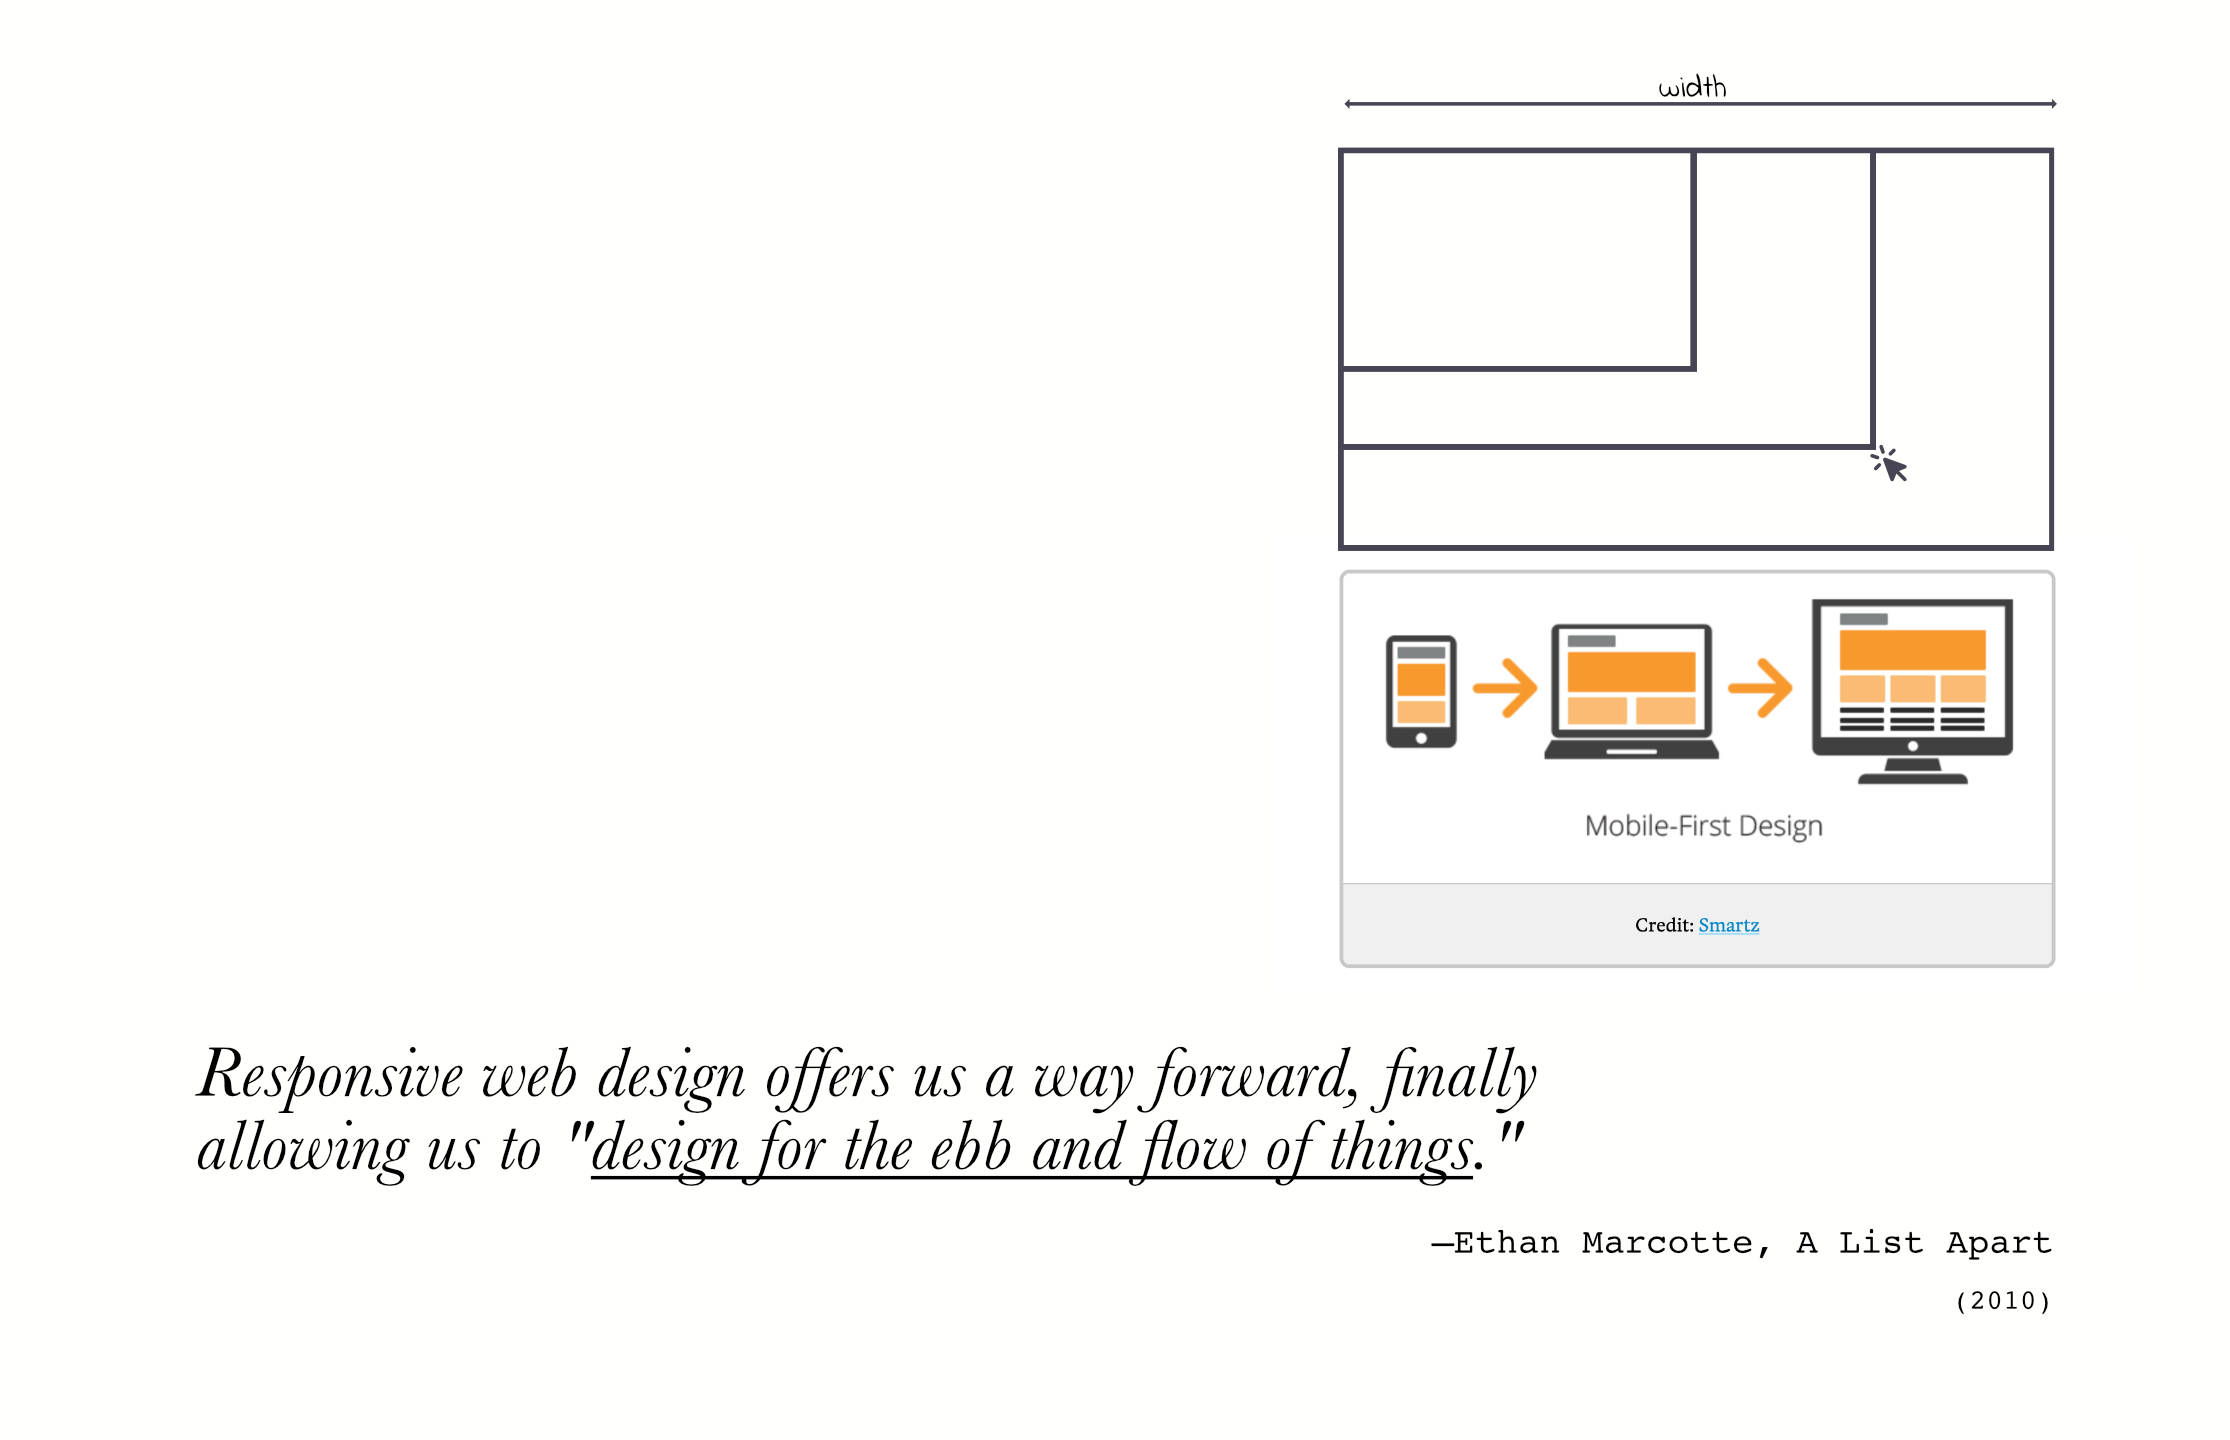 width
Mobile-First Design
Credit: Smartz
Responsive web design offers us a way forward, finally
allowing us to "design for the ebb and flow of things."
—Ethan Marcotte, A List Apart
(2010)